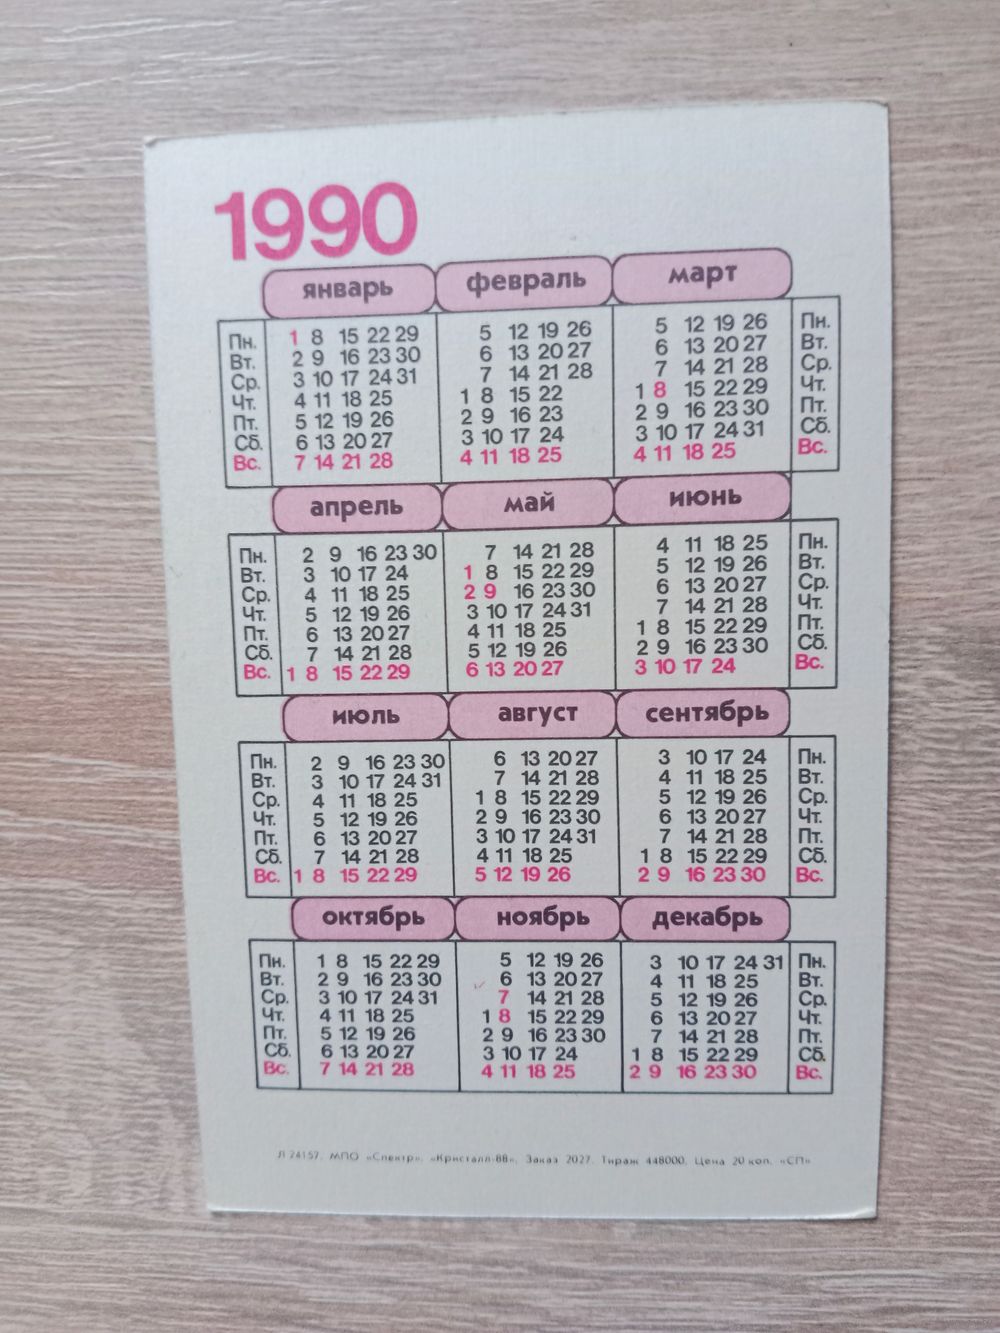 1990
январь февраль март
Пн. 1 8 15 22 29 5 12 19 26 5 12 19 26 Пн.
Вт. 2 9 16 23 30 6 13 20 27 6 13 20 27 Вт.
Ср. 3 10 17 24 31 7 14 21 28 7 14 21 28 Ср.
Чт. 4 11 18 25 1 8 15 22 1 8 15 22 29 Чт.
Пт. 5 12 19 26 2 9 16 23 2 9 16 23 30 Пт.
Сб. 6 13 20 27 3 10 17 24 3 10 17 24 31 Сб.
Вс. 7 14 21 28 4 11 18 25 4 11 18 25 Вс.
апрель май июнь
Пн. 2 9 16 23 30 7 14 21 28 4 11 18 25 Пн.
Вт. 3 10 17 24 1 8 15 22 29 5 12 19 26 Вт.
Ср. 4 11 18 25 2 9 16 23 30 6 13 20 27 Ср.
Чт. 5 12 19 26 3 10 17 24 31 7 14 21 28 Чт.
Пт. 6 13 20 27 4 11 18 25 1 8 15 22 29 Пт.
Сб. 7 14 21 28 5 12 19 26 2 9 16 23 30 Сб.
Вс. 1 8 15 22 29 6 13 20 27 3 10 17 24 Вс.
июль август сентябрь
Пн. 2 9 16 23 30 6 13 20 27 3 10 17 24 Пн.
Вт. 3 10 17 24 31 7 14 21 28 4 11 18 25 Вт.
Ср. 4 11 18 25 1 8 15 22 29 5 12 19 26 Ср.
Чт. 5 12 19 26 2 9 16 23 30 6 13 20 27 Чт.
Пт. 6 13 20 27 3 10 17 24 31 7 14 21 28 Пт.
Сб. 7 14 21 28 4 11 18 25 1 8 15 22 29 Сб.
Вс. 1 8 15 22 29 5 12 19 26 2 9 16 23 30 Вс.
октябрь ноябрь декабрь
Пн. 1 8 15 22 29 5 12 19 26 3 10 17 24 31 Пн.
Вт. 2 9 16 23 30 6 13 20 27 4 11 18 25 Вт.
Ср. 3 10 17 24 31 7 14 21 28 5 12 19 26 Ср.
Чт. 4 11 18 25 1 8 15 22 29 6 13 20 27 Чт.
Пт. 5 12 19 26 2 9 16 23 30 7 14 21 28 Пт.
Сб. 6 13 20 27 3 10 17 24 1 8 15 22 29 Сб.
Вс. 7 14 21 28 4 11 18 25 2 9 16 23 30 Вс.
Л 24157. МПО «Спектр». «Кристалл-88». Заказ 2027. Тираж 448000. Цена 20 коп. «СП»